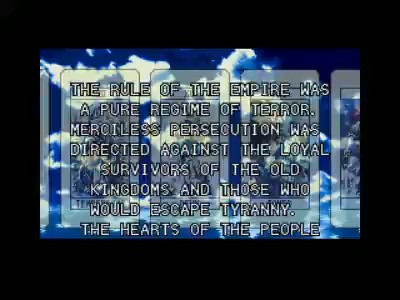 THE RULE OF THE EMPIRE WAS
A PURE REGIME OF TERROR.
MERCILESS PERSECUTION WAS
DIRECTED AGAINST THE LOYAL
SURVIVORS OF THE OLD
KINGDOMS AND THOSE WHO
WOULD ESCAPE TYRANNY.
THE HEARTS OF THE PEOPLE